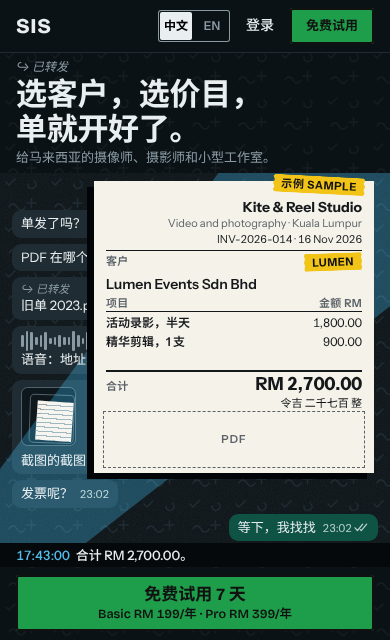 SIS
中文 EN
登录
免费试用
已转发
选客户，选价目，
单就开好了。
给马来西亚的摄像师、摄影师和小型工作室。
单发了吗？
PDF 在哪个
已转发
旧单 2023.p
语音：地址
截图的截图
发票呢？ 23:02
示例 SAMPLE
Kite & Reel Studio
Video and photography · Kuala Lumpur
INV-2026-014 · 16 Nov 2026
客户
LUMEN
Lumen Events Sdn Bhd
项目 金额 RM
活动录影，半天 1,800.00
精华剪辑，1 支 900.00
合计 RM 2,700.00
令吉 二千七百 整
PDF
等下，我找找 23:02
17:43:00 合计 RM 2,700.00。
免费试用 7 天
Basic RM 199/年 · Pro RM 399/年